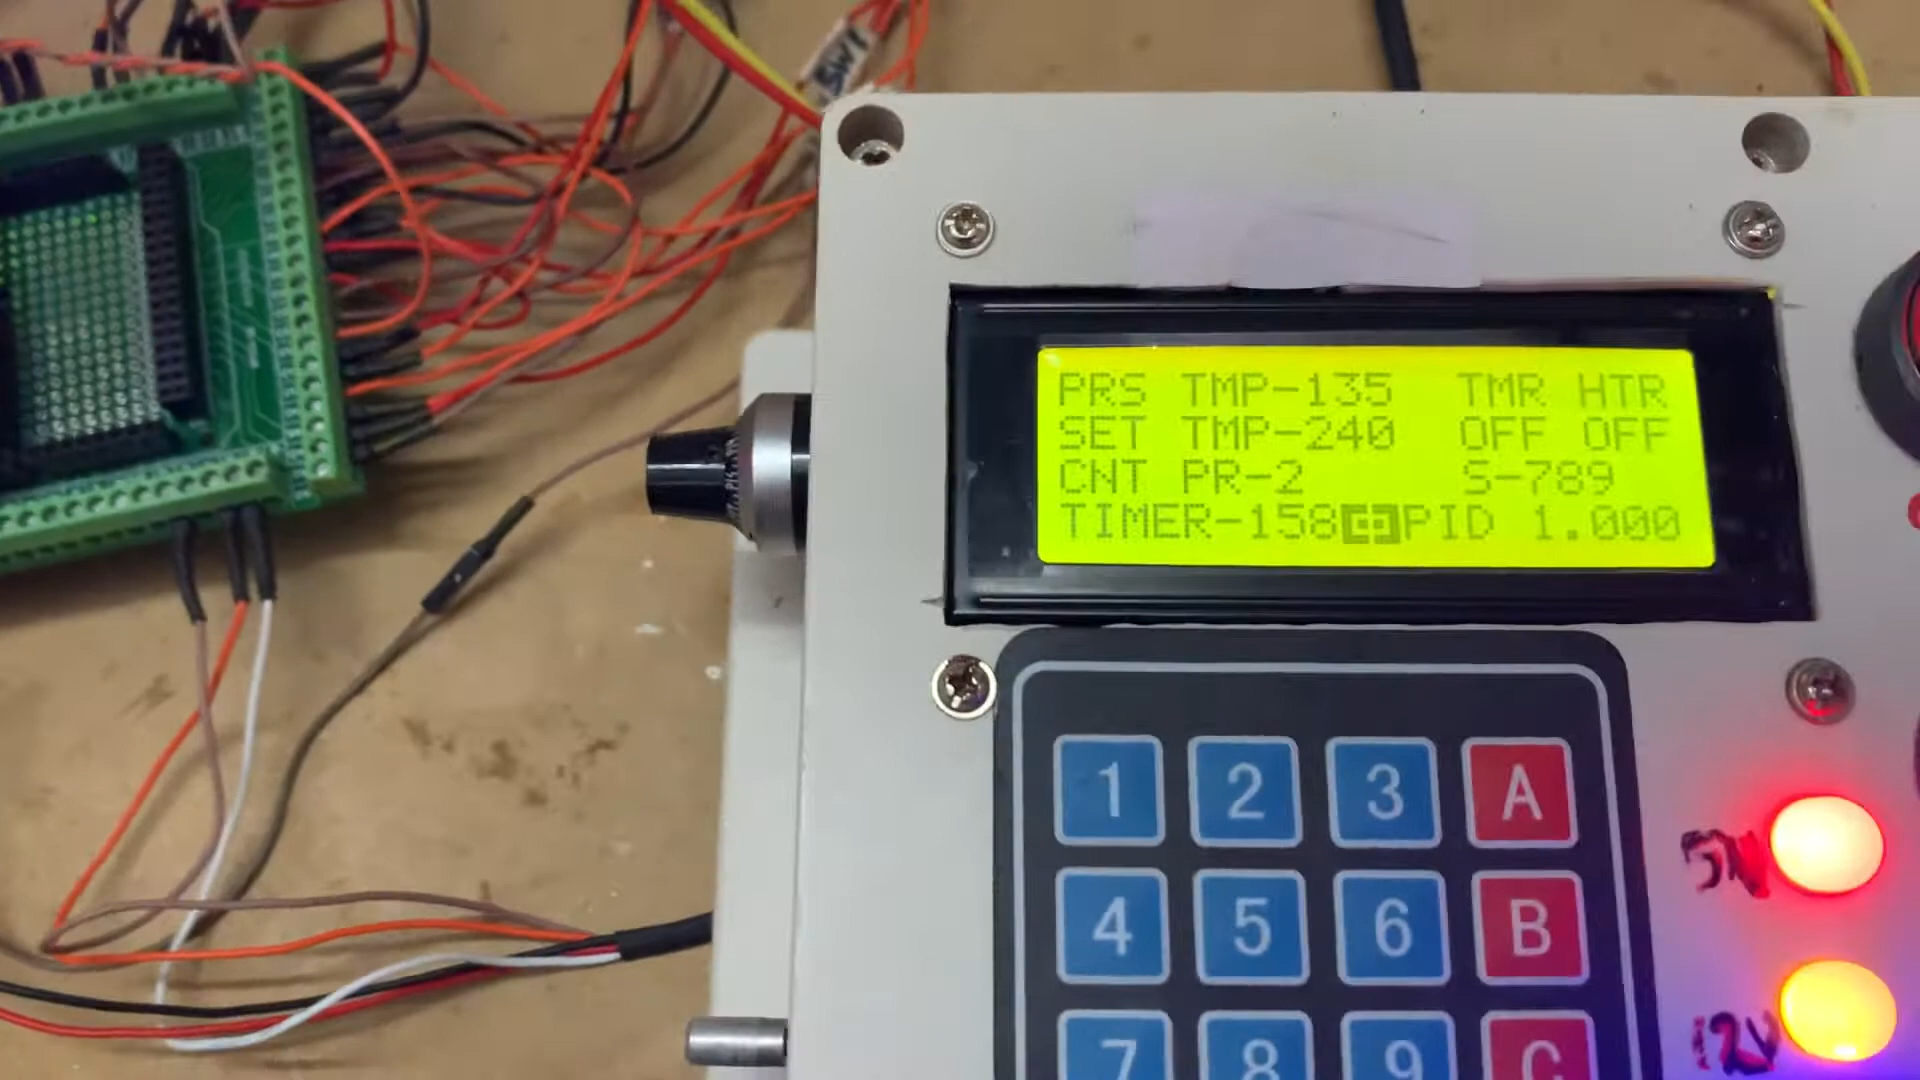 SW1
PRS TMP-135 TMR HTR
SET TMP-240 OFF OFF
CNT PR-2 S-789
TIMER-158 PID 1.000
1 2 3 A
4 5 6 B
7 8 9 C
12V